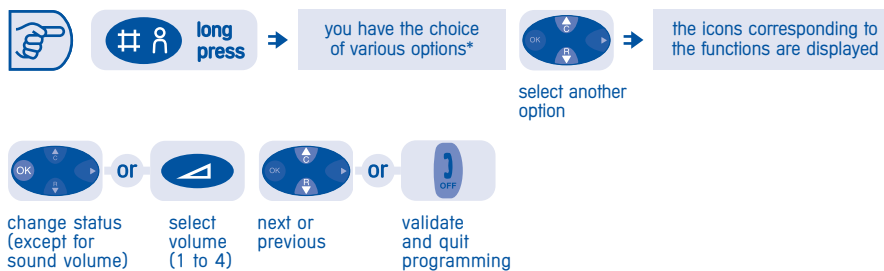 long
press
you have the choice
of various options*
C
OK
R
select another
option
the icons corresponding to
the functions are displayed
C
OK
R
or
change status
(except for
sound volume)
select
volume
(1 to 4)
C
OK
R
or
next or
previous
OFF
validate
and quit
programming